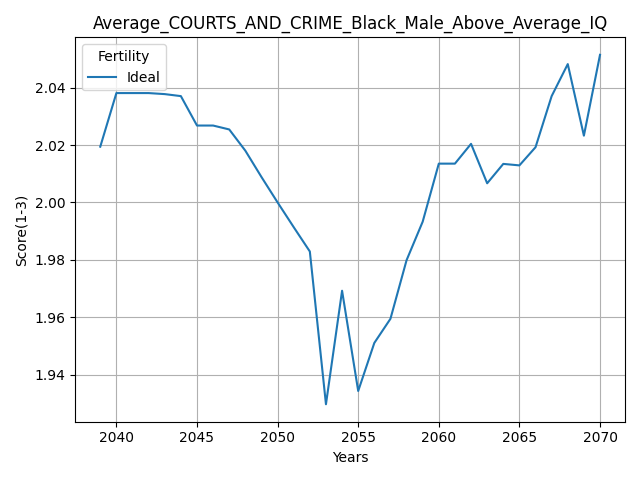 Average_COURTS_AND_CRIME_Black_Male_Above_Average_IQ
Fertility
Ideal
Score(1-3)
2.04
2.02
2.00
1.98
1.96
1.94
2040 2045 2050 2055 2060 2065 2070
Years